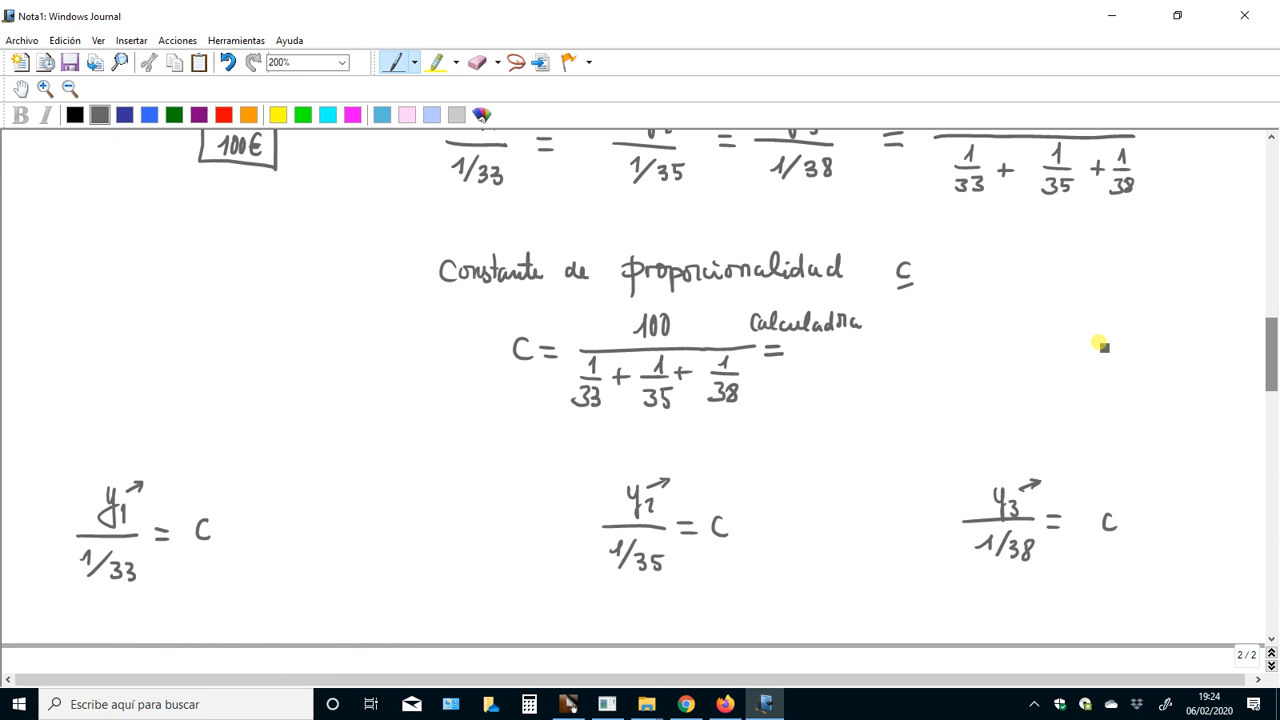 Nota1: Windows Journal
Archivo Edición Ver Insertar Acciones Herramientas Ayuda
200%
B I
100€
1/33 = 1/35 = 1/38 = 1/33 + 1/35 + 1/38
Constante de proporcionalidad c
C = 100 / (1/33 + 1/35 + 1/38) = Calculadora
y1 / (1/33) = C y2 / (1/35) = C y3 / (1/38) = C
2 / 2
Escribe aquí para buscar
19:24
06/02/2020